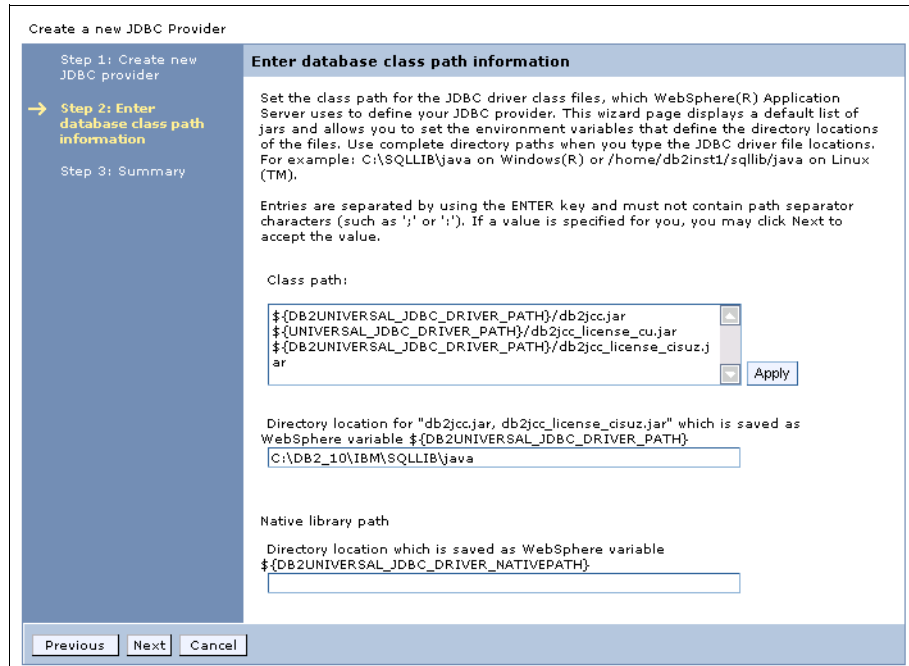 Create a new JDBC Provider
Step 1: Create new
JDBC provider
Step 2: Enter
database class path
information
Step 3: Summary
Enter database class path information
Set the class path for the JDBC driver class files, which WebSphere(R) Application
Server uses to define your JDBC provider. This wizard page displays a default list of
jars and allows you to set the environment variables that define the directory locations
of the files. Use complete directory paths when you type the JDBC driver file locations.
For example: C:\SQLLIB\java on Windows(R) or /home/db2inst1/sqllib/java on Linux
(TM).
Entries are separated by using the ENTER key and must not contain path separator
characters (such as ';' or ':'). If a value is specified for you, you may click Next to
accept the value.
Class path:
${DB2UNIVERSAL_JDBC_DRIVER_PATH}/db2jcc.jar
${UNIVERSAL_JDBC_DRIVER_PATH}/db2jcc_license_cu.jar
${DB2UNIVERSAL_JDBC_DRIVER_PATH}/db2jcc_license_cisuz.j
ar
Apply
Directory location for "db2jcc.jar, db2jcc_license_cisuz.jar" which is saved as
WebSphere variable ${DB2UNIVERSAL_JDBC_DRIVER_PATH}
C:\DB2_10\IBM\SQLLIB\java
Native library path
Directory location which is saved as WebSphere variable
${DB2UNIVERSAL_JDBC_DRIVER_NATIVEPATH}
Previous Next Cancel